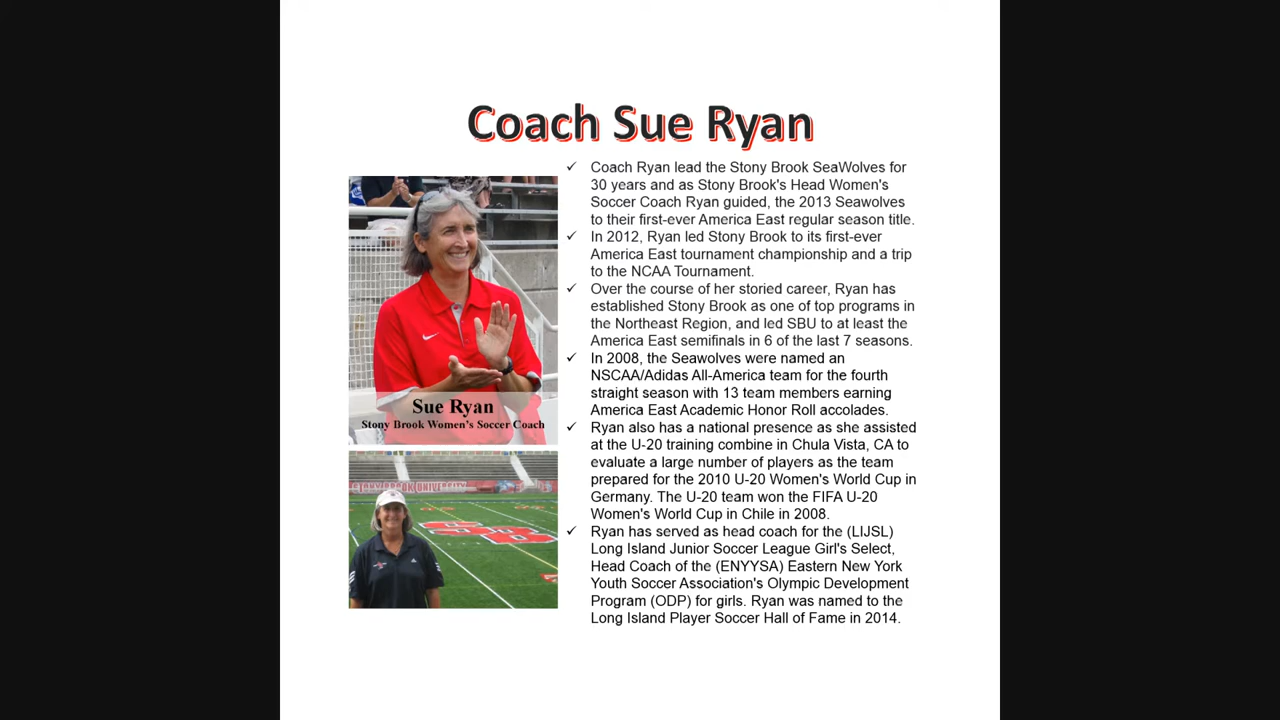 Coach Sue Ryan
Coach Ryan lead the Stony Brook SeaWolves for
30 years and as Stony Brook's Head Women's
Soccer Coach Ryan guided, the 2013 Seawolves
to their first-ever America East regular season title.
In 2012, Ryan led Stony Brook to its first-ever
America East tournament championship and a trip
to the NCAA Tournament.
Over the course of her storied career, Ryan has
established Stony Brook as one of top programs in
the Northeast Region, and led SBU to at least the
America East semifinals in 6 of the last 7 seasons.
In 2008, the Seawolves were named an
NSCAA/Adidas All-America team for the fourth
straight season with 13 team members earning
America East Academic Honor Roll accolades.
Ryan also has a national presence as she assisted
at the U-20 training combine in Chula Vista, CA to
evaluate a large number of players as the team
prepared for the 2010 U-20 Women's World Cup in
Germany. The U-20 team won the FIFA U-20
Women's World Cup in Chile in 2008.
Ryan has served as head coach for the (LIJSL)
Long Island Junior Soccer League Girl's Select,
Head Coach of the (ENYYSA) Eastern New York
Youth Soccer Association's Olympic Development
Program (ODP) for girls. Ryan was named to the
Long Island Player Soccer Hall of Fame in 2014.
Sue Ryan
Stony Brook Women's Soccer Coach
STONY BROOK UNIVERSITY
SB